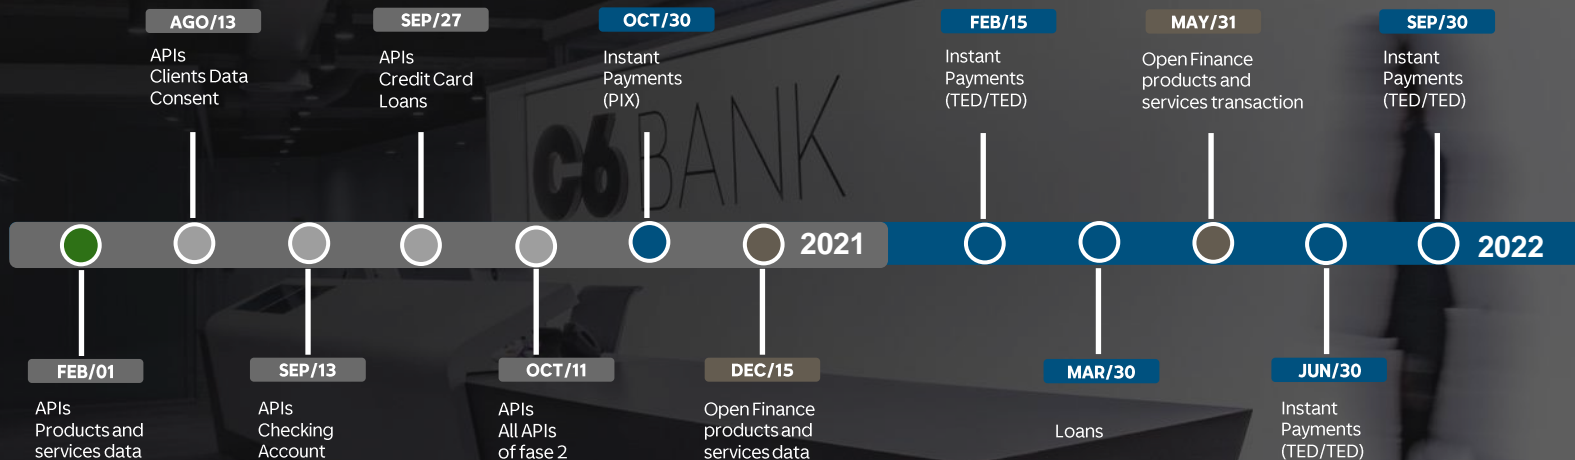 AGO/13
APIs
Clients Data
Consent
SEP/27
APIs
Credit Card
Loans
OCT/30
Instant
Payments
(PIX)
FEB/15
Instant
Payments
(TED/TED)
MAY/31
Open Finance
products and
services transaction
SEP/30
Instant
Payments
(TED/TED)
C6 BANK
2021
2022
FEB/01
APIs
Products and
services data
SEP/13
APIs
Checking
Account
OCT/11
APIs
All APIs
of fase 2
DEC/15
Open Finance
products and
services data
MAR/30
Loans
JUN/30
Instant
Payments
(TED/TED)